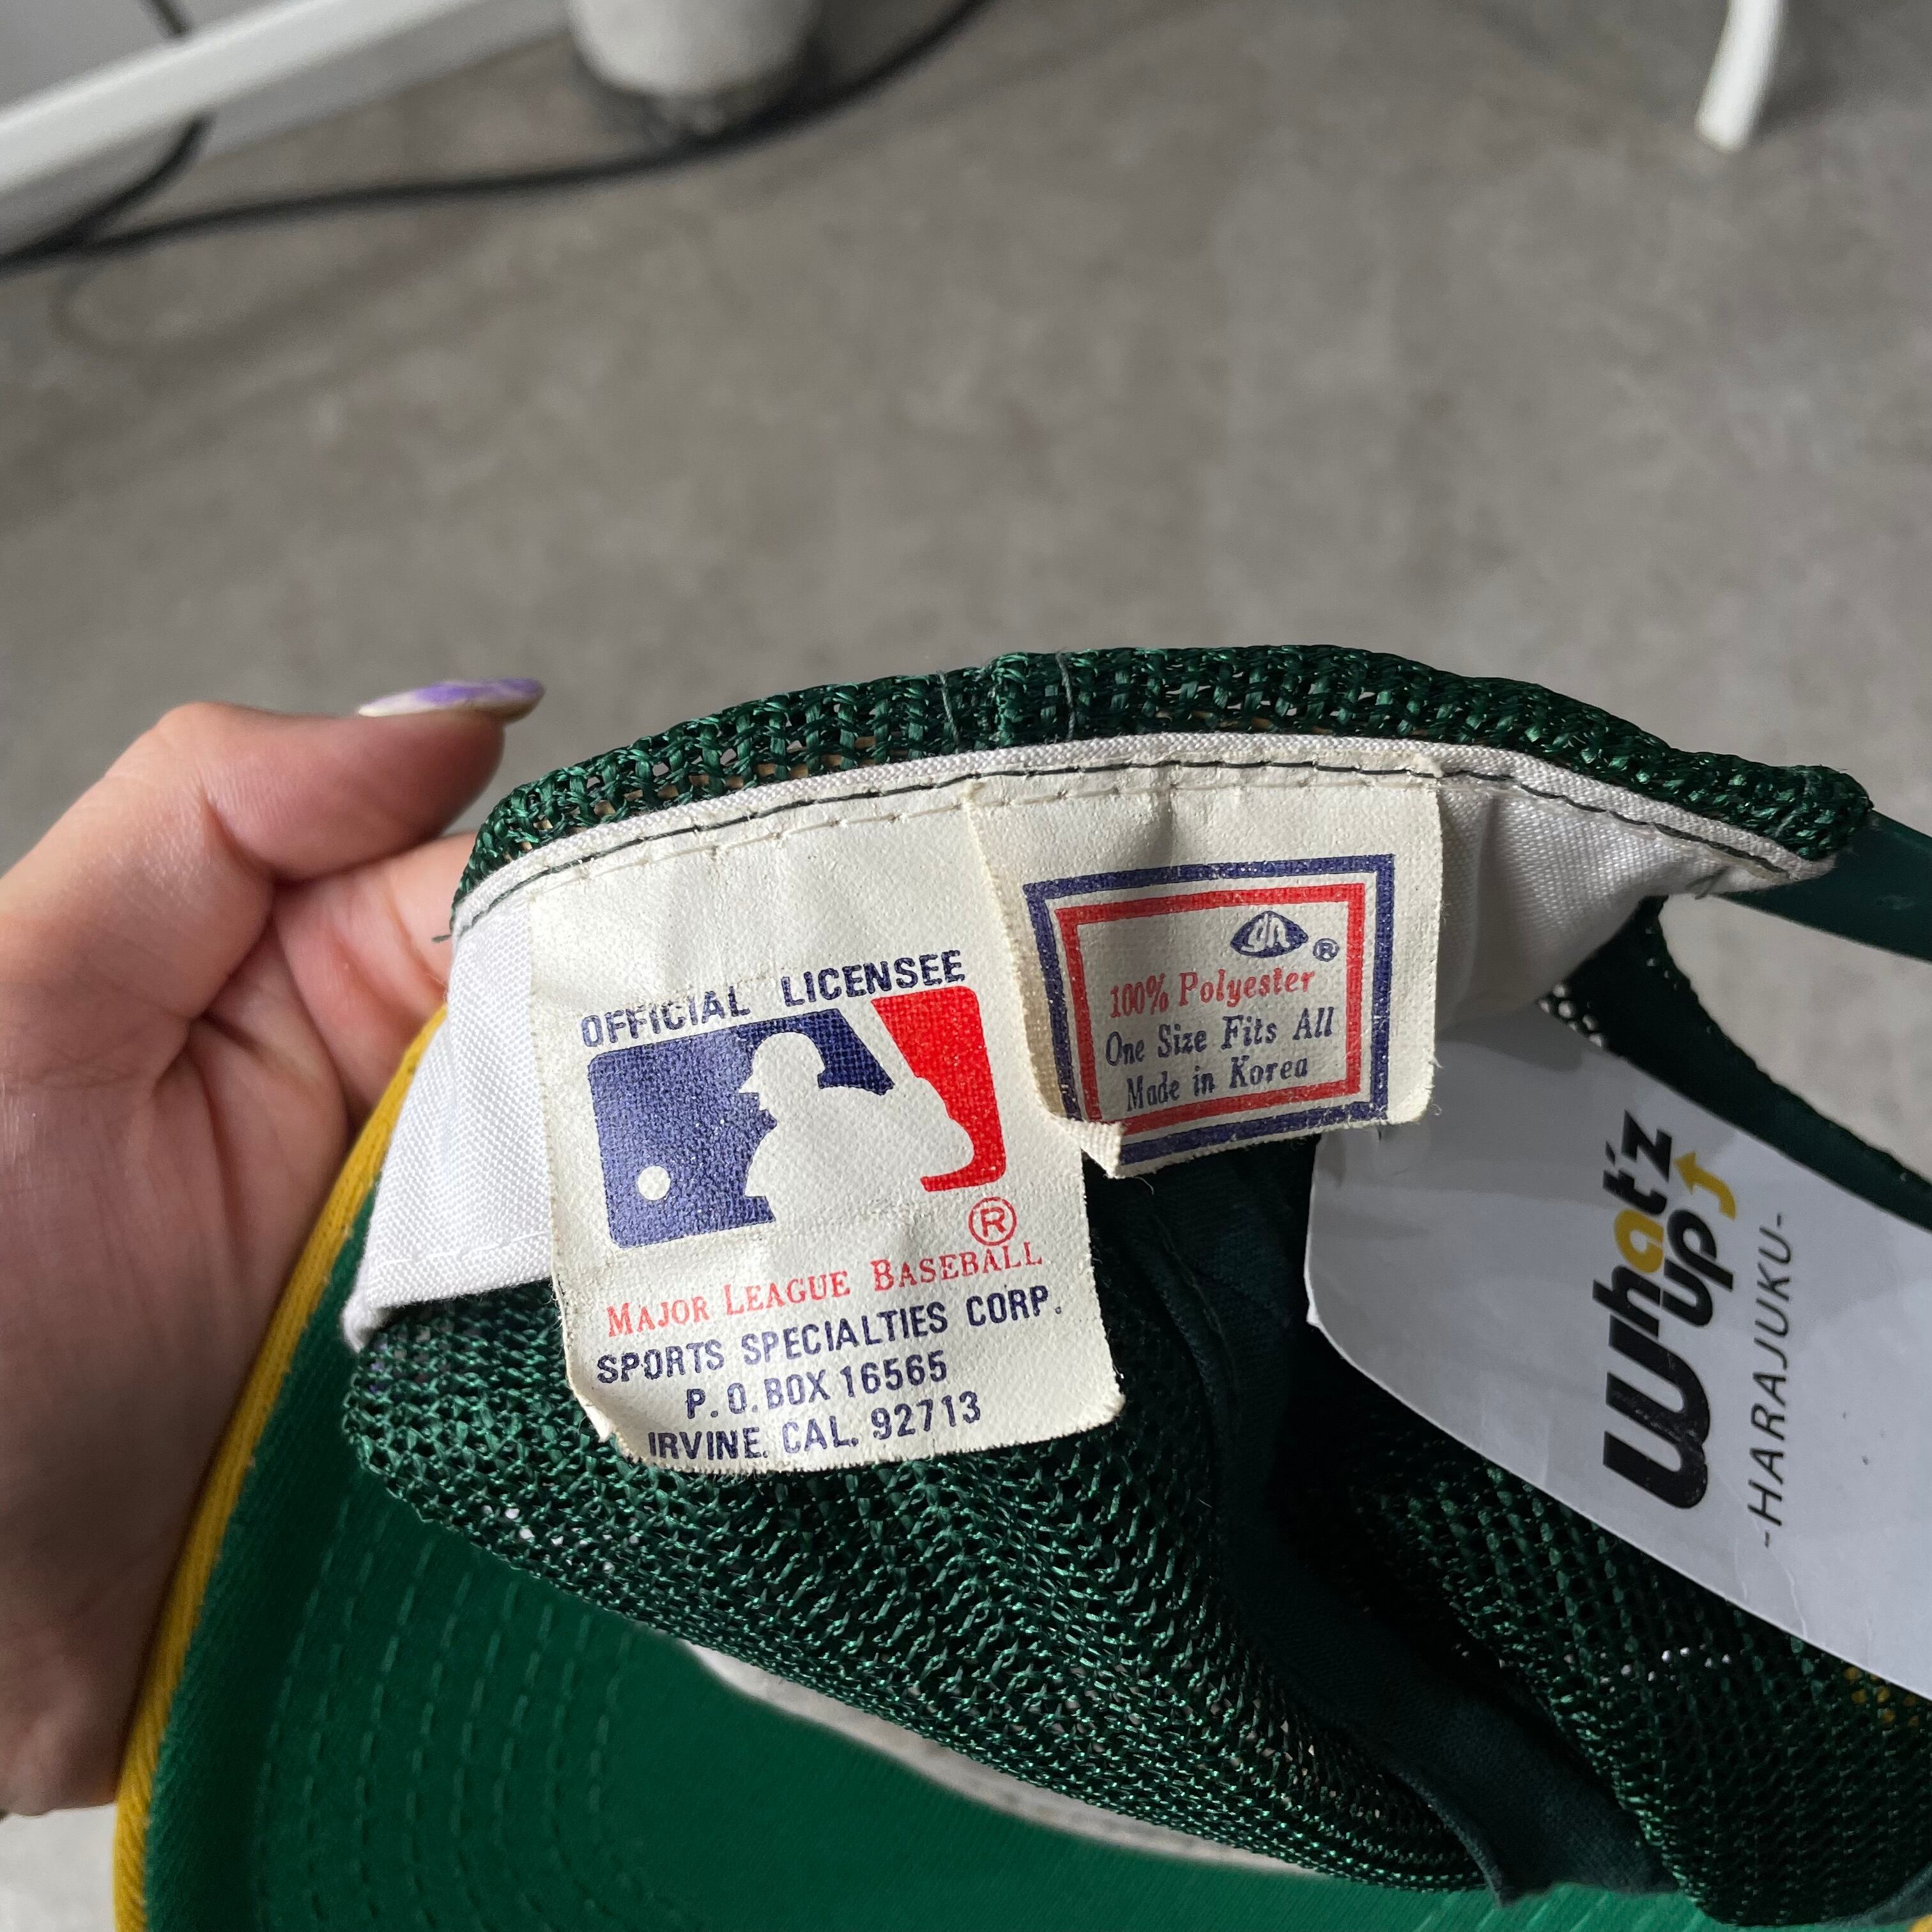 OFFICIAL LICENSEE
®
MAJOR LEAGUE BASEBALL
SPORTS SPECIALTIES CORP.
P.O. BOX 16565
IRVINE. CAL. 92713
®
100% Polyester
One Size Fits All
Made in Korea
What'z
up
-HARAJUKU-